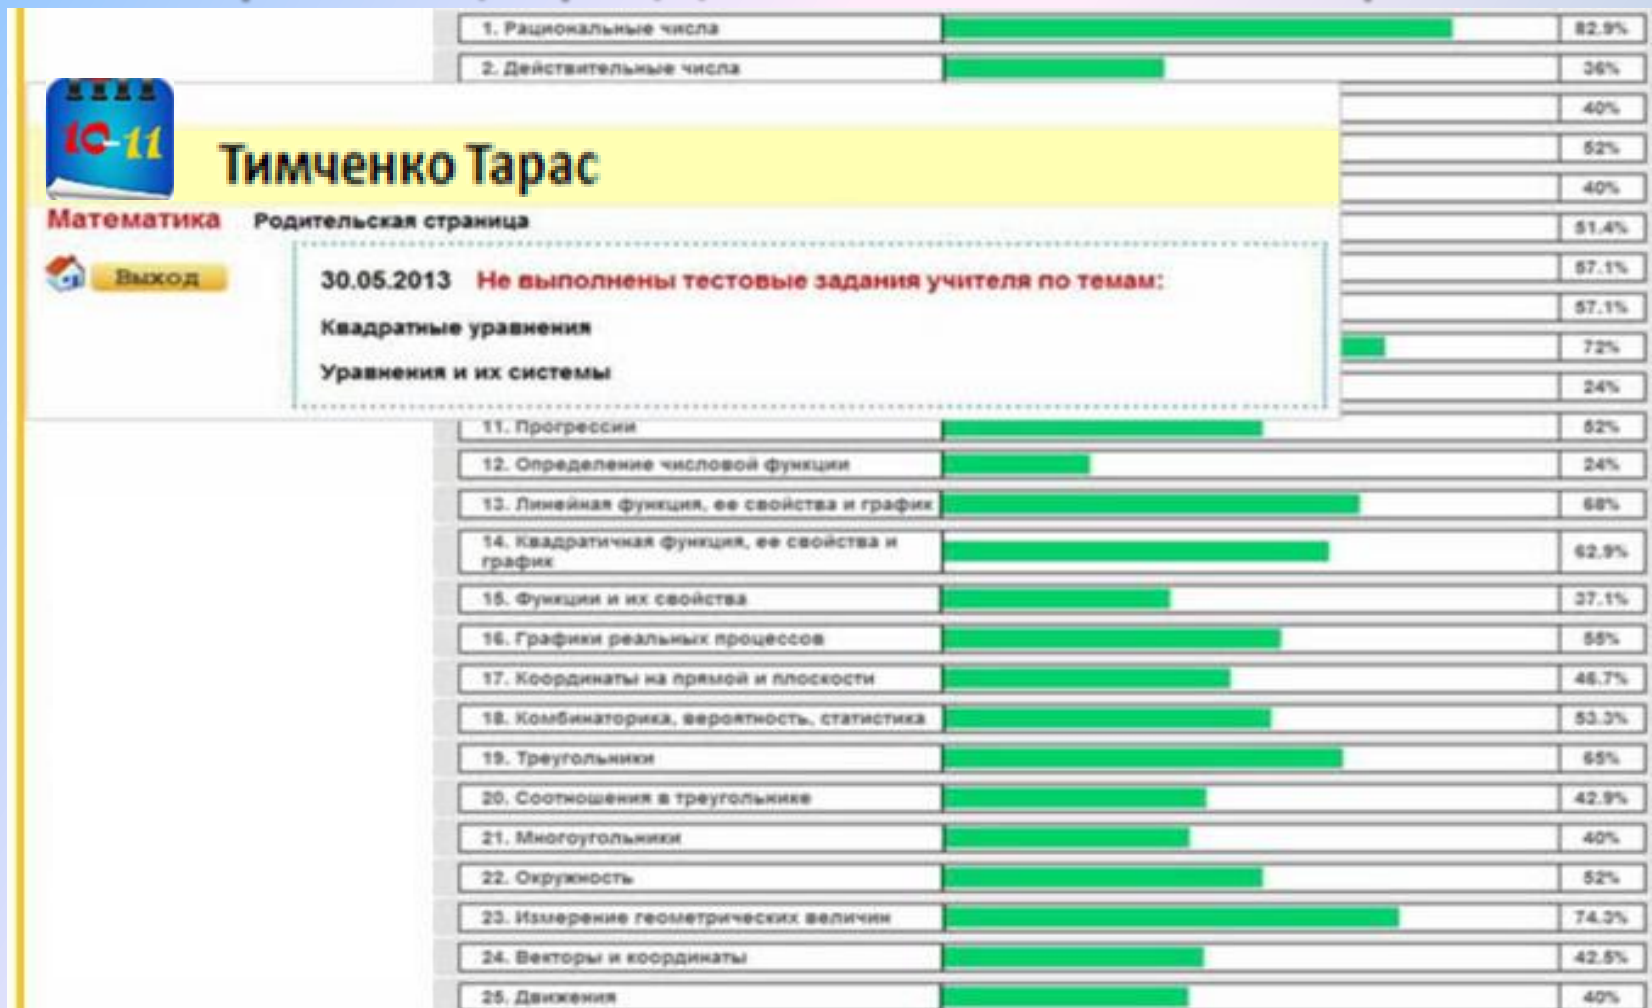 1. Рациональные числа 82.9%
2. Действительные числа 36%
40%
10-11
Тимченко Тарас
52%
40%
Математика Родительская страница
51.4%
Выход
30.05.2013 Не выполнены тестовые задания учителя по темам:
57.1%
Квадратные уравнения
57.1%
72%
Уравнения и их системы
24%
11. Прогрессии 52%
12. Определение числовой функции 24%
13. Линейная функция, ее свойства и график 68%
14. Квадратичная функция, ее свойства и
график 62.9%
15. Функции и их свойства 37.1%
16. Графики реальных процессов 55%
17. Координаты на прямой и плоскости 46.7%
18. Комбинаторика, вероятность, статистика 53.3%
19. Треугольники 65%
20. Соотношения в треугольнике 42.9%
21. Многоугольники 40%
22. Окружность 52%
23. Измерение геометрических величин 74.3%
24. Векторы и координаты 42.5%
25. Движения 40%